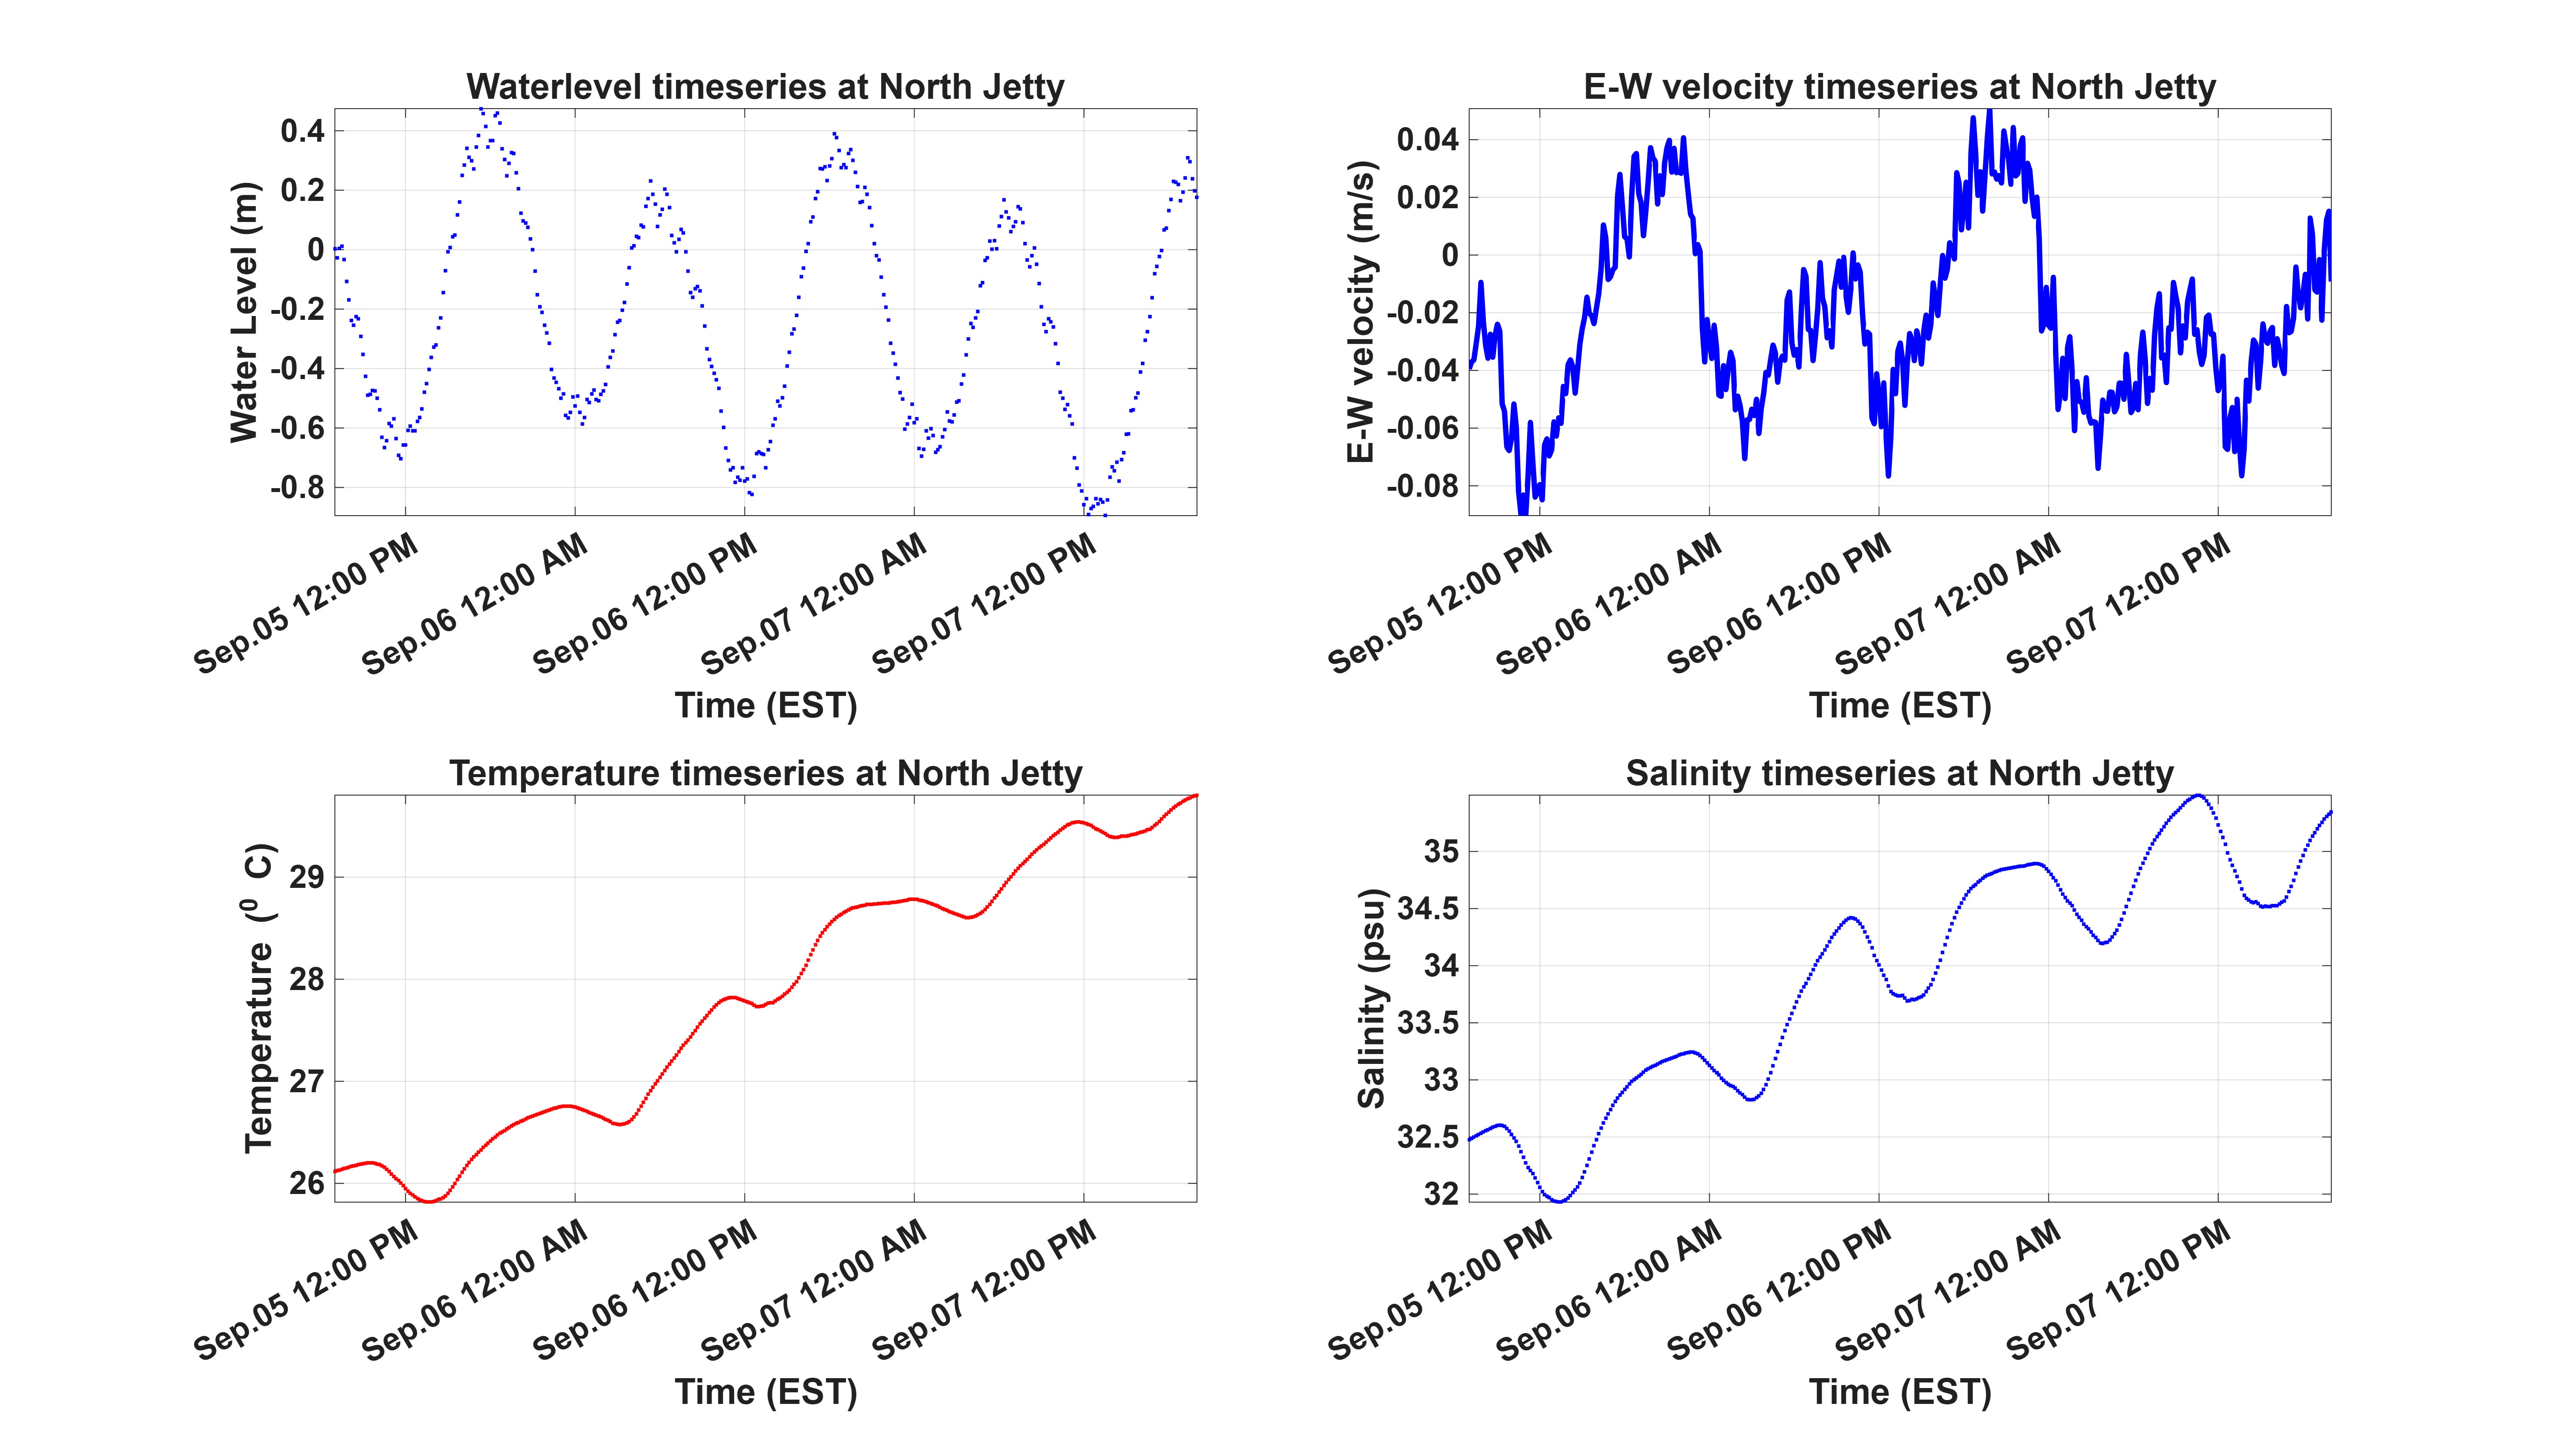 Waterlevel timeseries at North Jetty
Water Level (m)
0.4
0.2
0
-0.2
-0.4
-0.6
-0.8
Sep.05 12:00 PM
Sep.06 12:00 AM
Sep.06 12:00 PM
Sep.07 12:00 AM
Sep.07 12:00 PM
Time (EST)
E-W velocity timeseries at North Jetty
E-W velocity (m/s)
0.04
0.02
0
-0.02
-0.04
-0.06
-0.08
Sep.05 12:00 PM
Sep.06 12:00 AM
Sep.06 12:00 PM
Sep.07 12:00 AM
Sep.07 12:00 PM
Time (EST)
Temperature timeseries at North Jetty
Temperature (⁰ C)
29
28
27
26
Sep.05 12:00 PM
Sep.06 12:00 AM
Sep.06 12:00 PM
Sep.07 12:00 AM
Sep.07 12:00 PM
Time (EST)
Salinity timeseries at North Jetty
Salinity (psu)
35
34.5
34
33.5
33
32.5
32
Sep.05 12:00 PM
Sep.06 12:00 AM
Sep.06 12:00 PM
Sep.07 12:00 AM
Sep.07 12:00 PM
Time (EST)